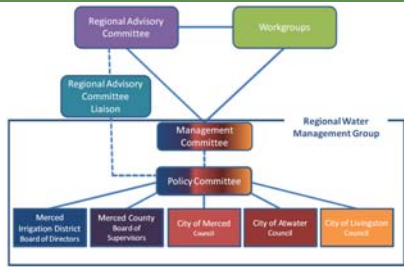 Regional Advisory
Committee
Workgroups
Regional Advisory
Committee
Liaison
Regional Water
Management Group
Management
Committee
Policy Committee
Merced
Irrigation District
Board of Directors
Merced County
Board of
Supervisors
City of Merced
Council
City of Atwater
Council
City of Livingston
Council